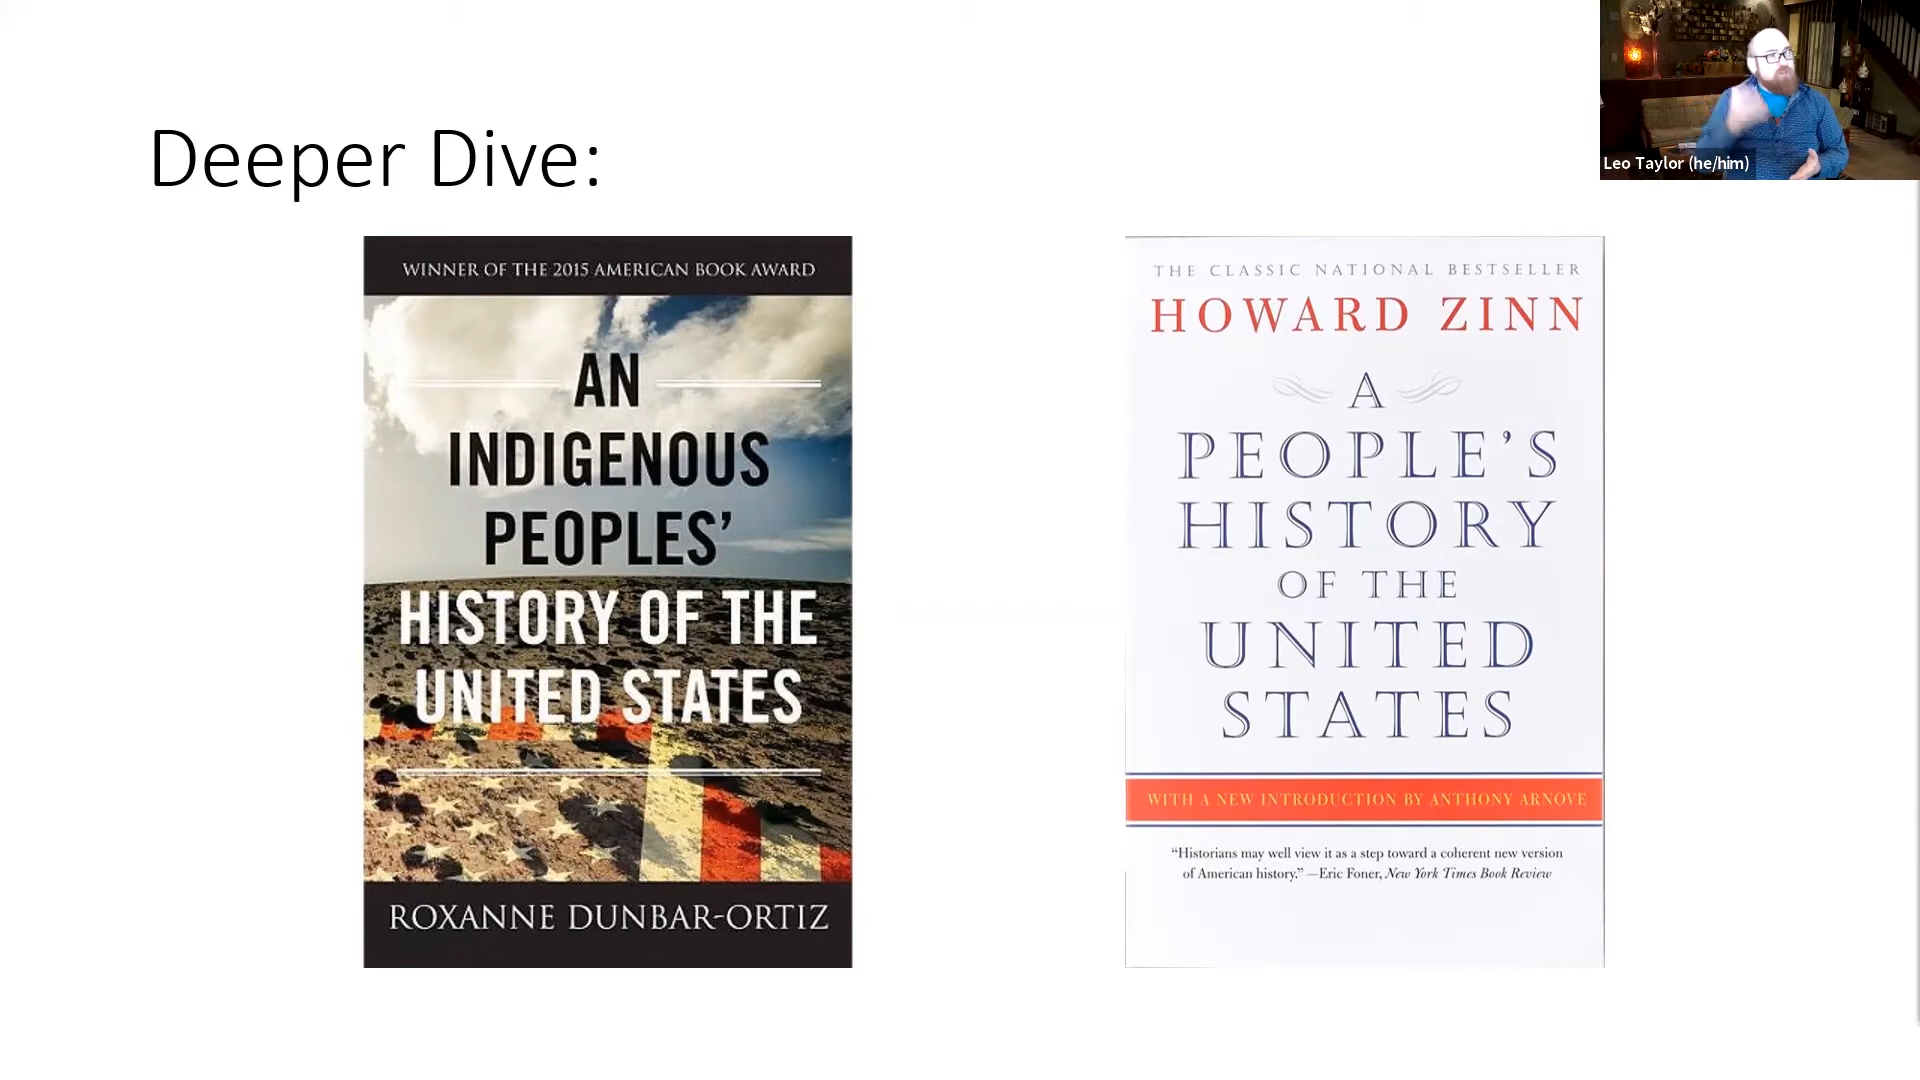 Deeper Dive:
Leo Taylor (he/him)
WINNER OF THE 2015 AMERICAN BOOK AWARD
AN
INDIGENOUS
PEOPLES’
HISTORY OF THE
UNITED STATES
ROXANNE DUNBAR-ORTIZ
THE CLASSIC NATIONAL BESTSELLER
HOWARD ZINN
A
PEOPLE’S
HISTORY
OF THE
UNITED
STATES
WITH A NEW INTRODUCTION BY ANTHONY ARNOVE
“Historians may well view it as a step toward a coherent new version
of American history.” —Eric Foner, New York Times Book Review